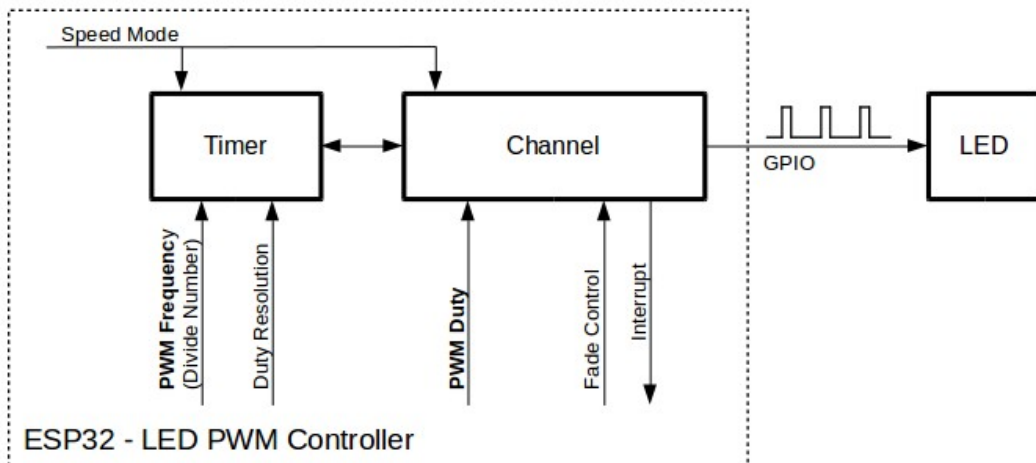 Speed Mode
Timer
Channel
GPIO
LED
PWM Frequency
(Divide Number)
Duty Resolution
PWM Duty
Fade Control
Interrupt
ESP32 - LED PWM Controller